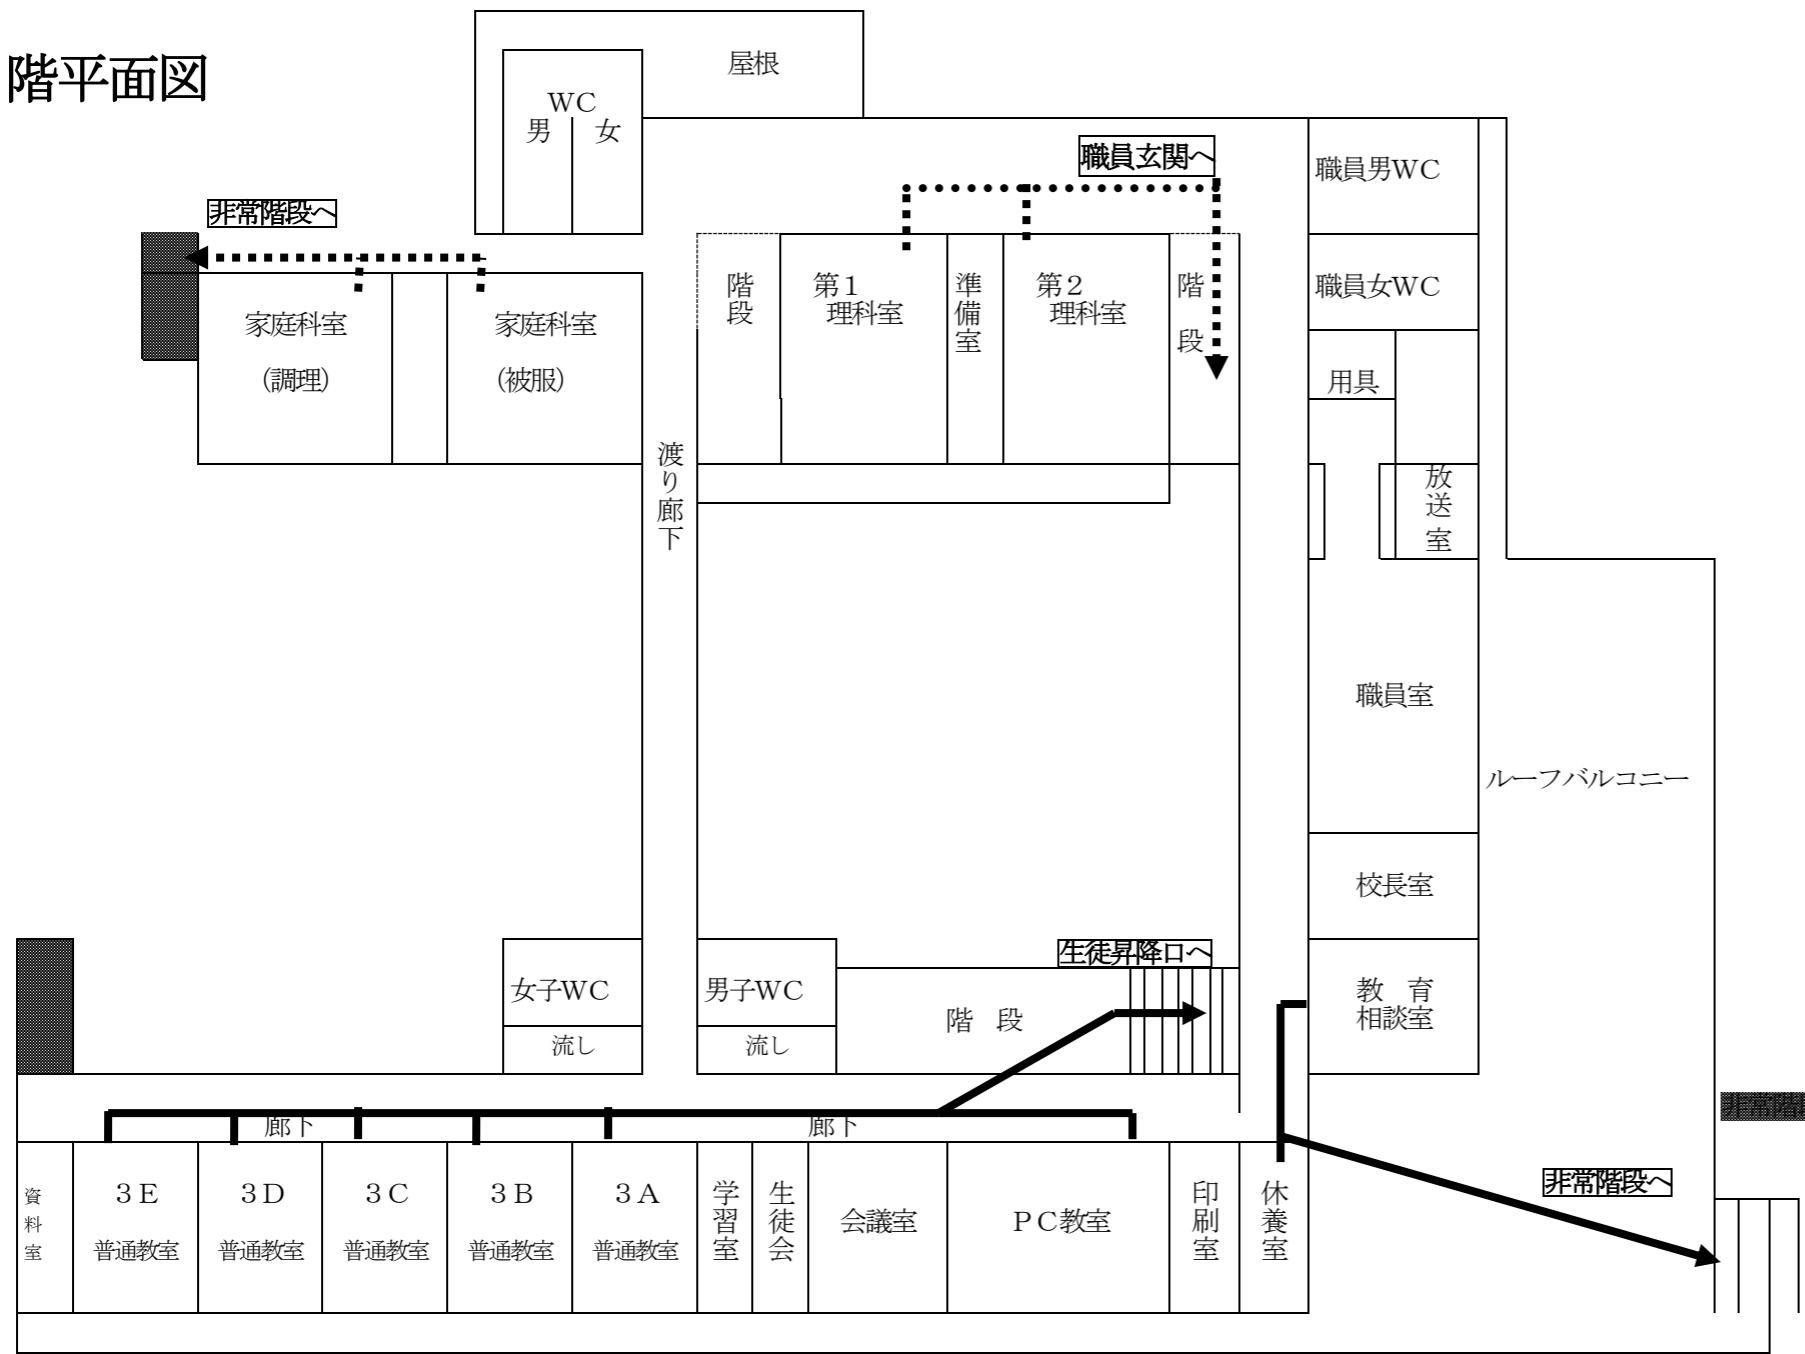 階平面図
屋根
WC
男 女
職員玄関へ
職員男WC
非常階段へ
職員女WC
階段
第1
理科室
準備室
第2
理科室
階段
家庭科室
(調理)
家庭科室
(被服)
用具
渡り廊下
放送室
職員室
ルーフバルコニー
校長室
生徒昇降口へ
女子WC
男子WC
階 段
教 育
相談室
流し
流し
廊下
廊下
非常階
非常階段へ
資料室
3E
普通教室
3D
普通教室
3C
普通教室
3B
普通教室
3A
普通教室
学習室
生徒会
会議室
PC教室
印刷室
休養室